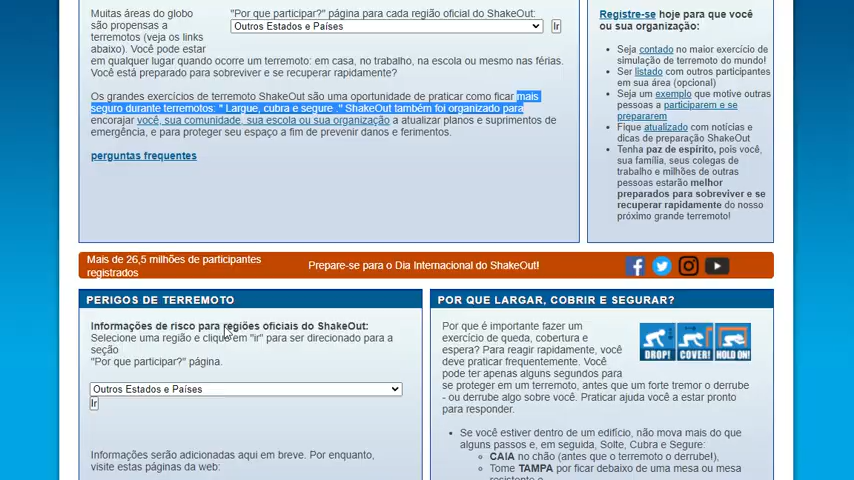 Muitas áreas do globo
são propensas a
terremotos (veja os links
abaixo). Você pode estar
em qualquer lugar quando ocorre um terremoto: em casa, no trabalho, na escola ou mesmo nas férias.
Você está preparado para sobreviver e se recuperar rapidamente?
"Por que participar?" página para cada região oficial do ShakeOut:
Outros Estados e Países
Ir
Os grandes exercícios de terremoto ShakeOut são uma oportunidade de praticar como ficar mais
seguro durante terremotos: " Largue, cubra e segure ." ShakeOut também foi organizado para
encorajar você, sua comunidade, sua escola ou sua organização a atualizar planos e suprimentos de
emergência, e para proteger seu espaço a fim de prevenir danos e ferimentos.
perguntas frequentes
Registre-se hoje para que você
ou sua organização:
Seja contado no maior exercício de
simulação de terremoto do mundo!
Ser listado com outros participantes
em sua área (opcional)
Seja um exemplo que motive outras
pessoas a participarem e se
prepararem
Fique atualizado com notícias e
dicas de preparação ShakeOut
Tenha paz de espírito, pois você,
sua família, seus colegas de
trabalho e milhões de outras
pessoas estarão melhor
preparados para sobreviver e se
recuperar rapidamente do nosso
próximo grande terremoto!
Mais de 26,5 milhões de participantes
registrados
Prepare-se para o Dia Internacional do ShakeOut!
PERIGOS DE TERREMOTO
Informações de risco para regiões oficiais do ShakeOut:
Selecione uma região e clique em "ir" para ser direcionado para a
seção
"Por que participar?" página.
Outros Estados e Países
Ir
Informações serão adicionadas aqui em breve. Por enquanto,
visite estas páginas da web:
POR QUE LARGAR, COBRIR E SEGURAR?
Por que é importante fazer um
exercício de queda, cobertura e
espera? Para reagir rapidamente, você
deve praticar frequentemente. Você
pode ter apenas alguns segundos para
se proteger em um terremoto, antes que um forte tremor o derrube
- ou derrube algo sobre você. Praticar ajuda você a estar pronto
para responder.
DROP! COVER! HOLD ON!
Se você estiver dentro de um edifício, não mova mais do que
alguns passos e, em seguida, Solte, Cubra e Segure:
CAIA no chão (antes que o terremoto o derrube!),
Tome TAMPA por ficar debaixo de uma mesa ou mesa
resistente e